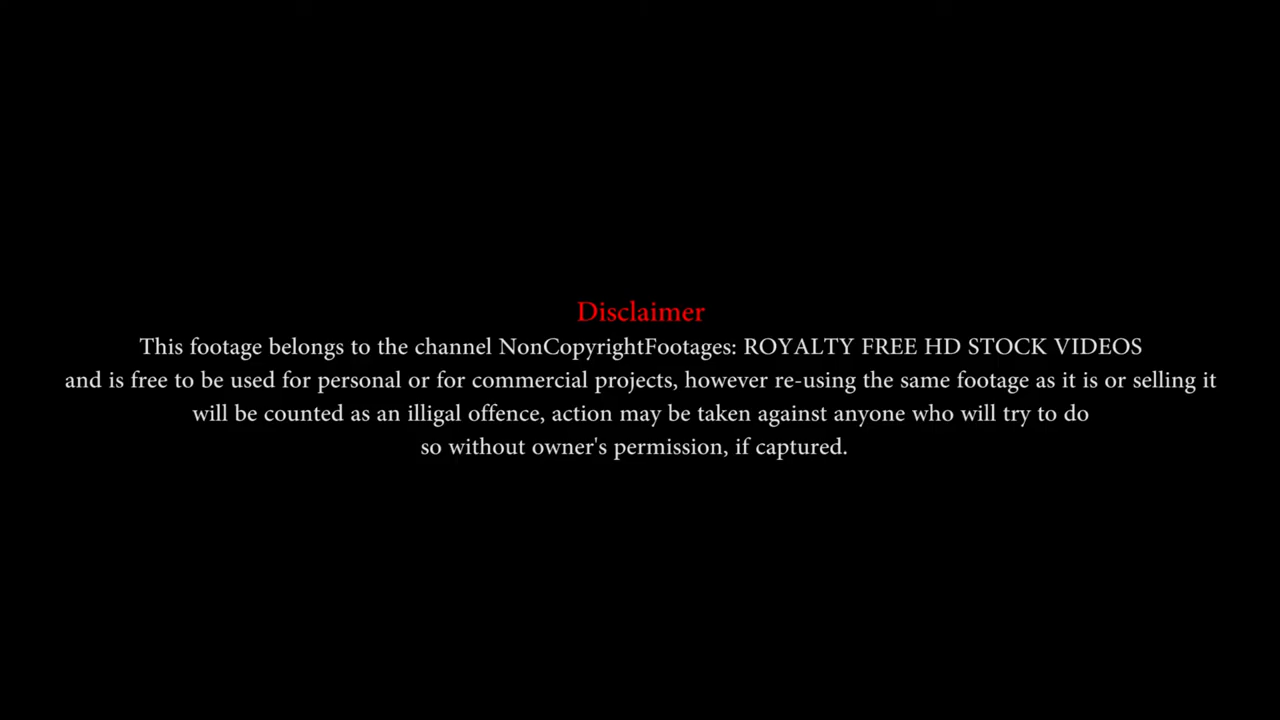 Disclaimer
This footage belongs to the channel NonCopyrightFootages: ROYALTY FREE HD STOCK VIDEOS
and is free to be used for personal or for commercial projects, however re-using the same footage as it is or selling it
will be counted as an illigal offence, action may be taken against anyone who will try to do
so without owner's permission, if captured.